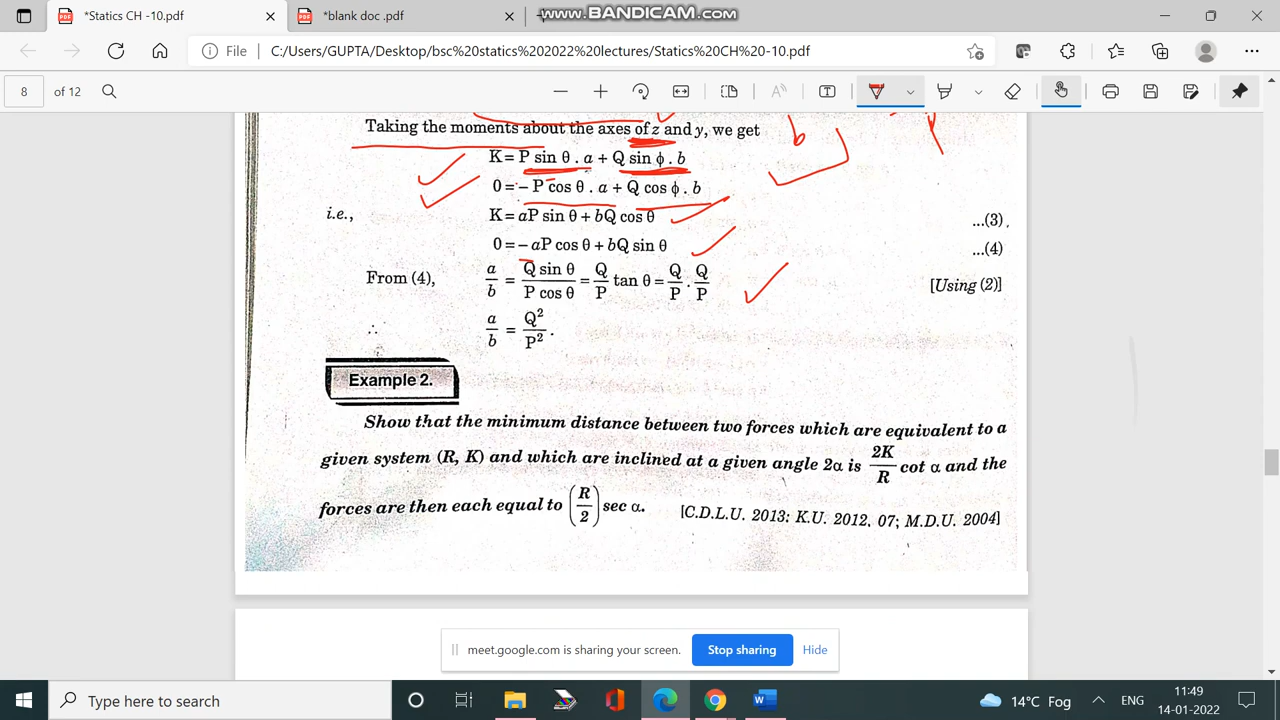 *Statics CH -10.pdf
*blank doc .pdf
www.BANDICAM.com
File
C:/Users/GUPTA/Desktop/bsc%20statics%202022%20lectures/Statics%20CH%20-10.pdf
8 of 12
Taking the moments about the axes of z and y, we get
b
K = P sin θ . a + Q sin ϕ . b
0 = − P cos θ . a + Q cos ϕ . b
i.e., K = aP sin θ + bQ cos θ ...(3)
0 = − aP cos θ + bQ sin θ ...(4)
From (4), a/b = Q sin θ/P cos θ = Q/P tan θ = Q/P . Q/P [Using (2)]
∴ a/b = Q²/P².
Example 2.
Show that the minimum distance between two forces which are equivalent to a
given system (R, K) and which are inclined at a given angle 2α is 2K/R cot α and the
forces are then each equal to (R/2) sec α. [C.D.L.U. 2013; K.U. 2012, 07; M.D.U. 2004]
meet.google.com is sharing your screen. Stop sharing Hide
Type here to search
14°C Fog
ENG
11:49
14-01-2022